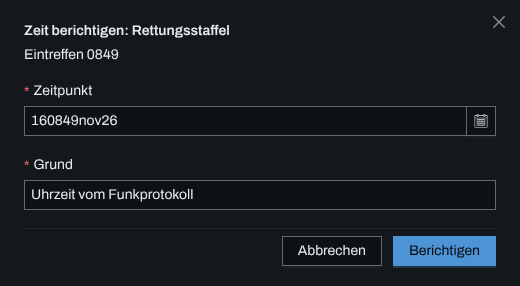 Zeit berichtigen: Rettungsstaffel
Eintreffen 0849
* Zeitpunkt
160849nov26
* Grund
Uhrzeit vom Funkprotokoll
Abbrechen
Berichtigen